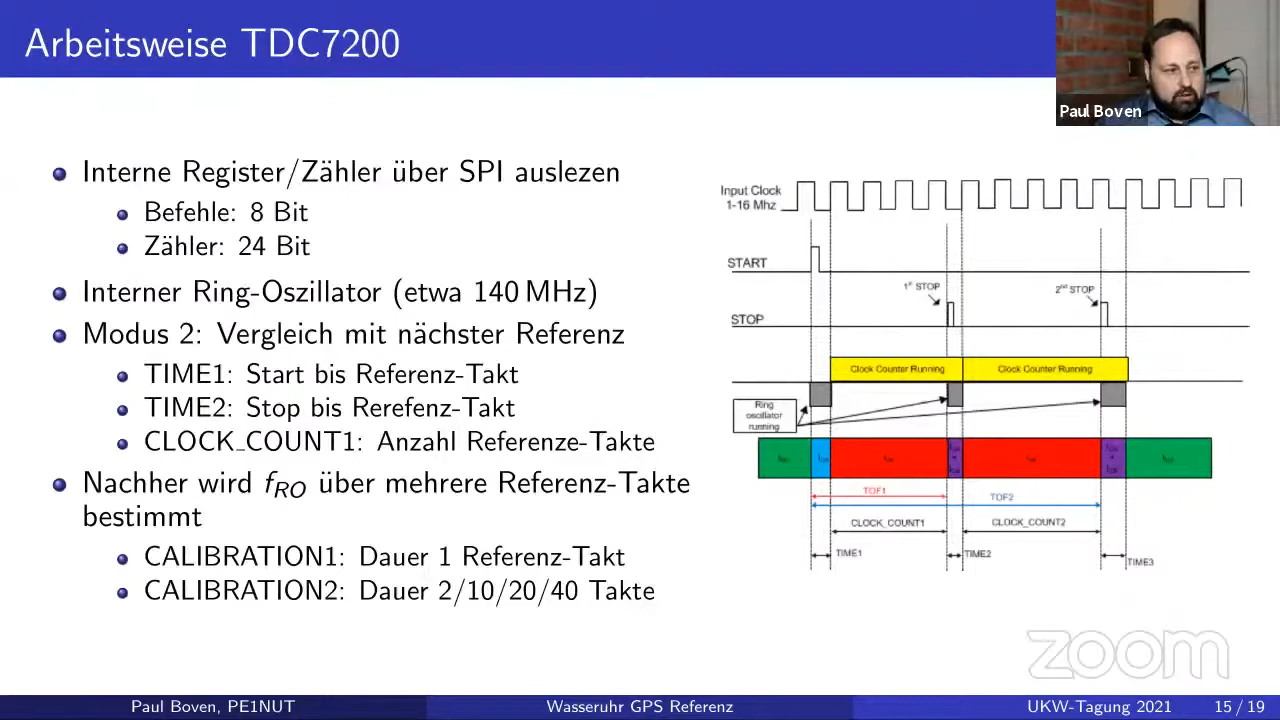 Arbeitsweise TDC7200
Paul Boven
Interne Register/Zähler über SPI auslezen
Befehle: 8 Bit
Zähler: 24 Bit
Interner Ring-Oszillator (etwa 140 MHz)
Modus 2: Vergleich mit nächster Referenz
TIME1: Start bis Referenz-Takt
TIME2: Stop bis Rerefenz-Takt
CLOCK_COUNT1: Anzahl Referenze-Takte
Nachher wird fRO über mehrere Referenz-Takte
bestimmt
CALIBRATION1: Dauer 1 Referenz-Takt
CALIBRATION2: Dauer 2/10/20/40 Takte
Input Clock
1-16 Mhz
START
1st STOP
2nd STOP
STOP
Clock Counter Running
Clock Counter Running
Ring
oscillator
running
TOF1
TOF2
CLOCK_COUNT1
CLOCK_COUNT2
TIME1
TIME2
TIME3
zoom
Paul Boven, PE1NUT
Wasseruhr GPS Referenz
UKW-Tagung 2021
15 / 19